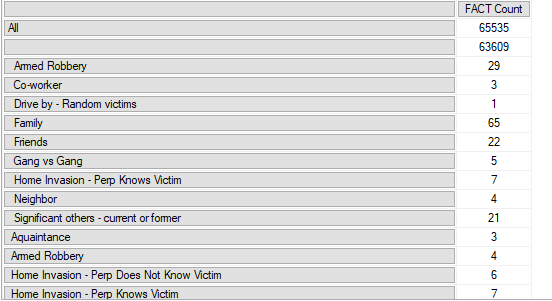 FACT Count
All 65535
63609
Armed Robbery 29
Co-worker 3
Drive by - Random victims 1
Family 65
Friends 22
Gang vs Gang 5
Home Invasion - Perp Knows Victim 7
Neighbor 4
Significant others - current or former 21
Aquaintance 3
Armed Robbery 4
Home Invasion - Perp Does Not Know Victim 6
Home Invasion - Perp Knows Victim 7